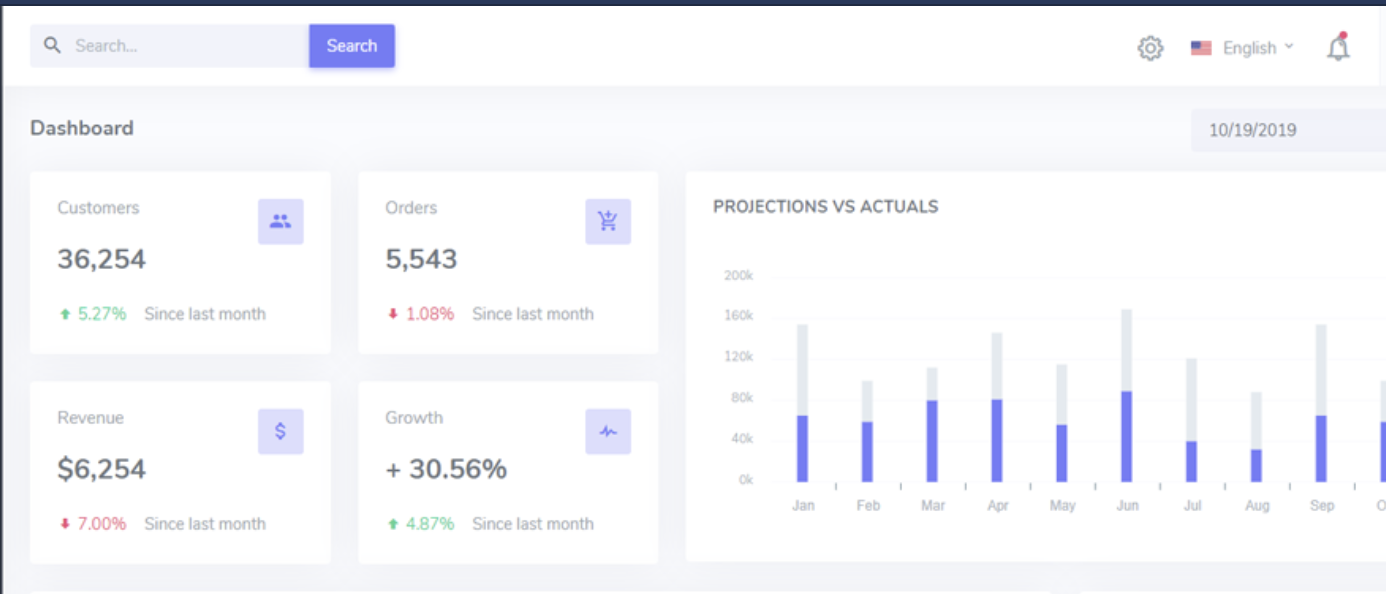 Search...
Search
English
Dashboard
10/19/2019
Customers
36,254
5.27% Since last month
Orders
5,543
1.08% Since last month
Revenue
$6,254
7.00% Since last month
Growth
+ 30.56%
4.87% Since last month
PROJECTIONS VS ACTUALS
200k
160k
120k
80k
40k
0k
Jan Feb Mar Apr May Jun Jul Aug Sep